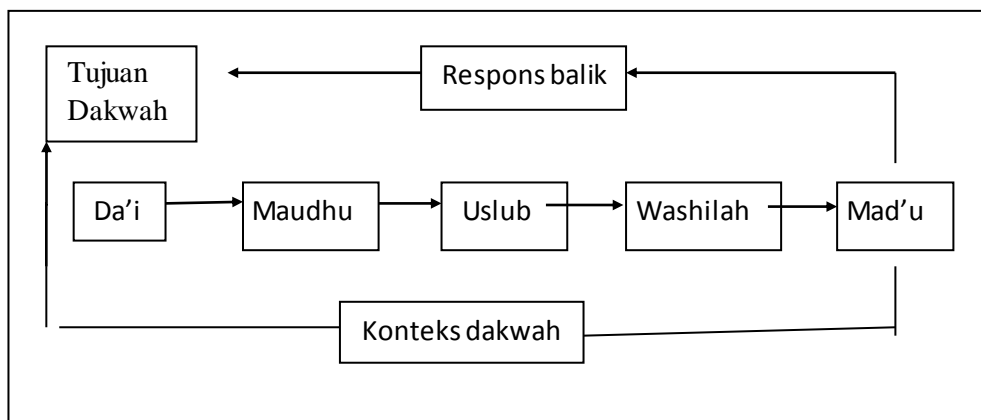 Tujuan
Dakwah
Respons balik
Da'i
Maudhu
Uslub
Washilah
Mad'u
Konteks dakwah